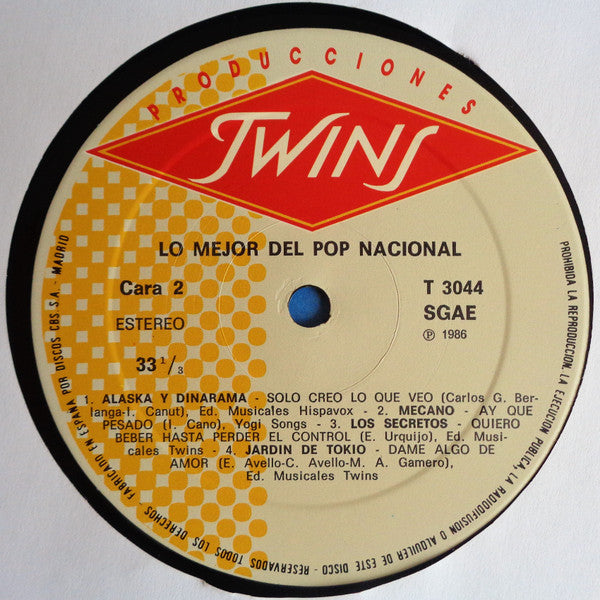 PRODUCCIONES
TWINS
LO MEJOR DEL POP NACIONAL
Cara 2
T 3044
ESTEREO
SGAE
℗ 1986
33 1/3
1. ALASKA Y DINARAMA - SOLO CREO LO QUE VEO (Carlos G. Ber-
langa-I. Canut), Ed. Musicales Hispavox - 2. MECANO - AY QUE
PESADO (I. Cano), Yogi Songs - 3. LOS SECRETOS - QUIERO
BEBER HASTA PERDER EL CONTROL (E. Urquijo), Ed. Musi-
cales Twins - 4. JARDIN DE TOKIO - DAME ALGO DE
AMOR (E. Avello-C. Avello-M. A. Gamero),
Ed. Musicales Twins
PROHIBIDA LA REPRODUCCION, LA EJECUCION PUBLICA, LA RADIODIFUSION O ALQUILER DE ESTE DISCO - RESERVADOS TODOS LOS DERECHOS - FABRICADO EN ESPAÑA POR DISCOS CBS. S.A. - MADRID